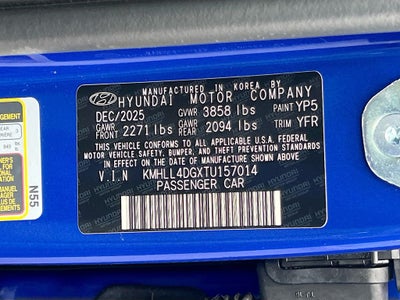 MANUFACTURED IN KOREA BY
HYUNDAI MOTOR COMPANY
DEC/2025 GVWR 3858 lbs PAINT YP5
GAWR FRONT 2271 lbs GAWR REAR 2094 lbs TRIM YFR
THIS VEHICLE CONFORMS TO ALL APPLICABLE U.S.A FEDERAL
MOTOR VEHICLE SAFETY, BUMPER, AND THEFT PREVENTION STANDARDS
IN EFFECT ON THE DATE OF MANUFACTURE SHOWN ABOVE.
V.I.N KMHLL4DGXTU157014
PASSENGER CAR
N55